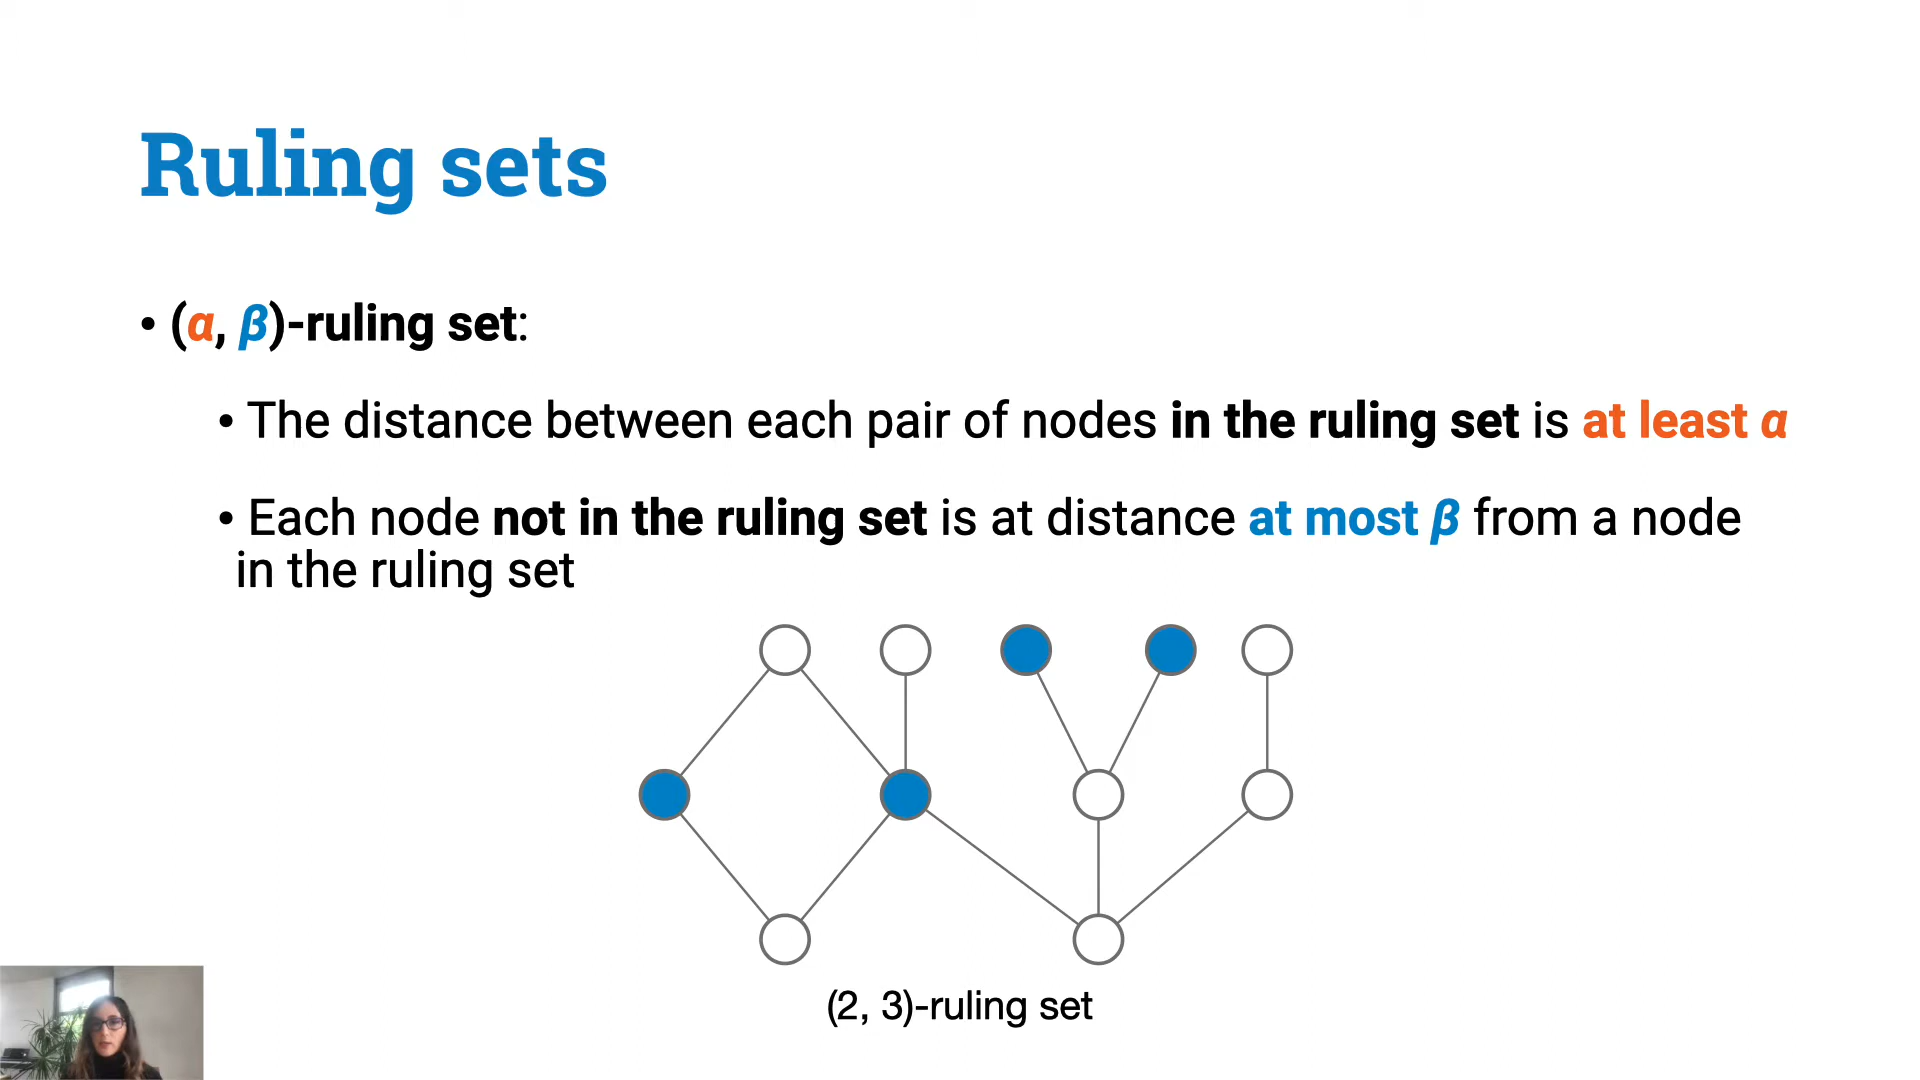 Ruling sets
• (α, β)-ruling set:
• The distance between each pair of nodes in the ruling set is at least α
• Each node not in the ruling set is at distance at most β from a node
in the ruling set
(2, 3)-ruling set